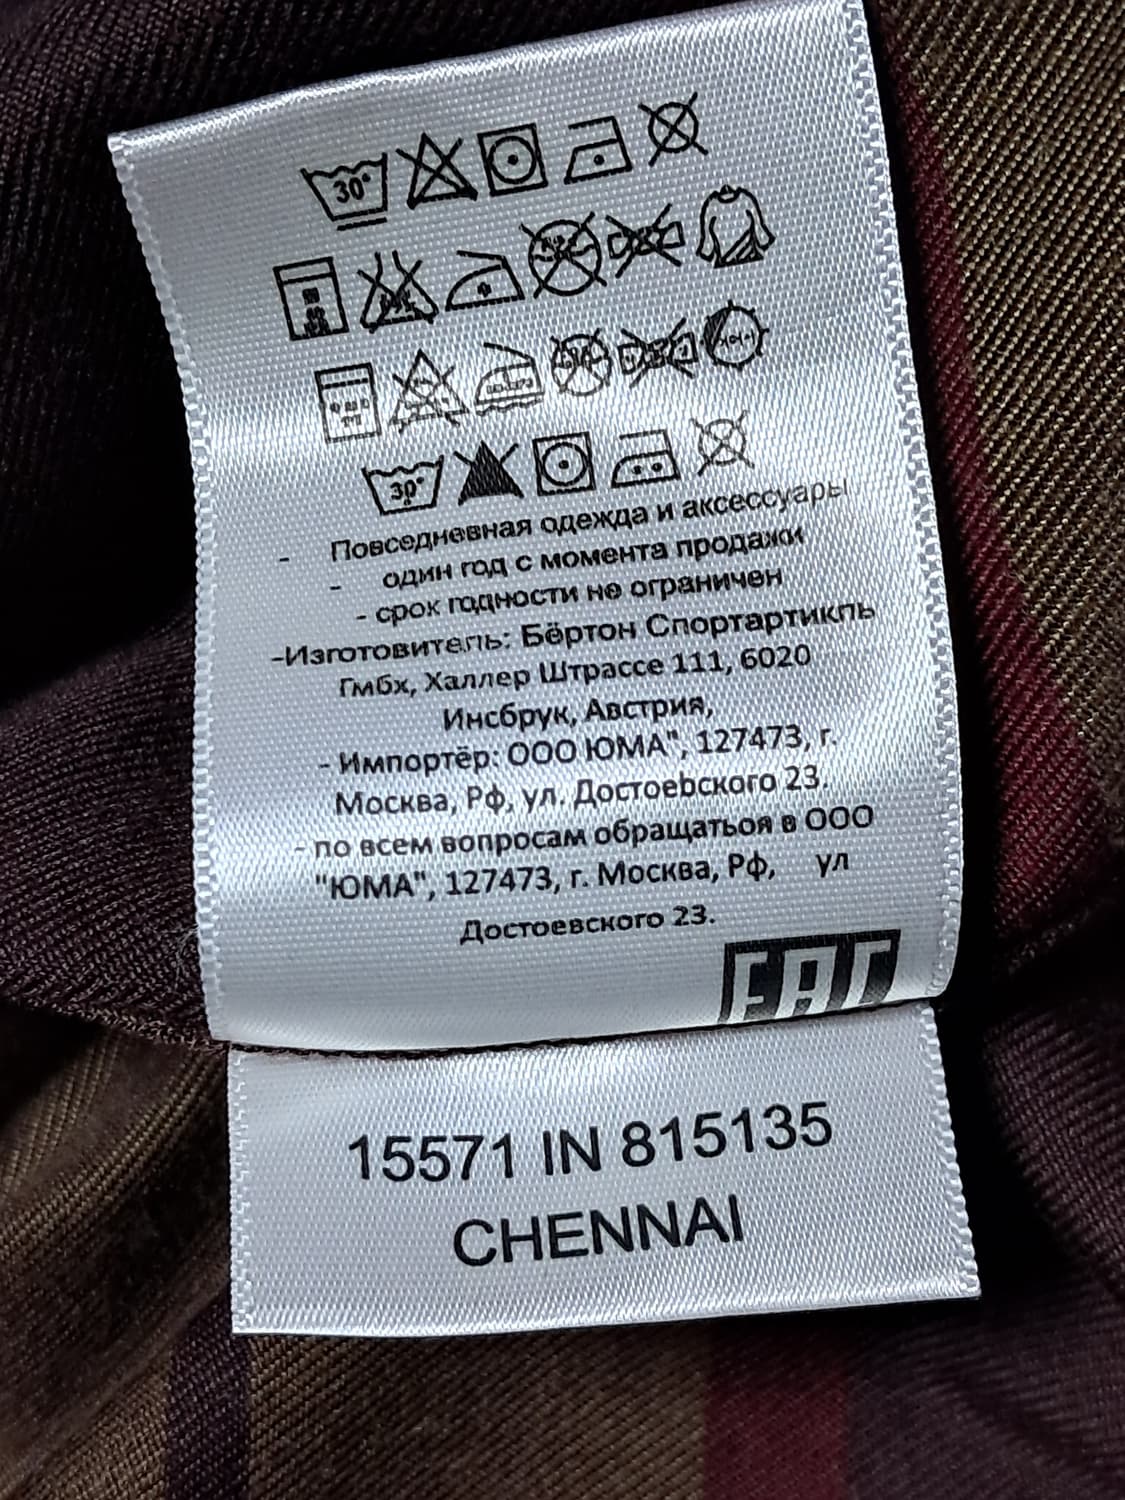 30°
30°
- Повседневная одежда и аксессуары
- один год с момента продажи
- срок годности не ограничен
-Изготовитель: Бёртон Спортартикль
Гмбх, Халлер Штрассе 111, 6020
Инсбрук, Австрия,
- Импортёр: ООО ЮМА", 127473, г.
Москва, Рф, ул. Достоеbского 23.
- по всем вопросам обращатьоя в ООО
"ЮМА", 127473, г. Москва, Рф, ул
Достоевского 23.
EAC
15571 IN 815135
CHENNAI